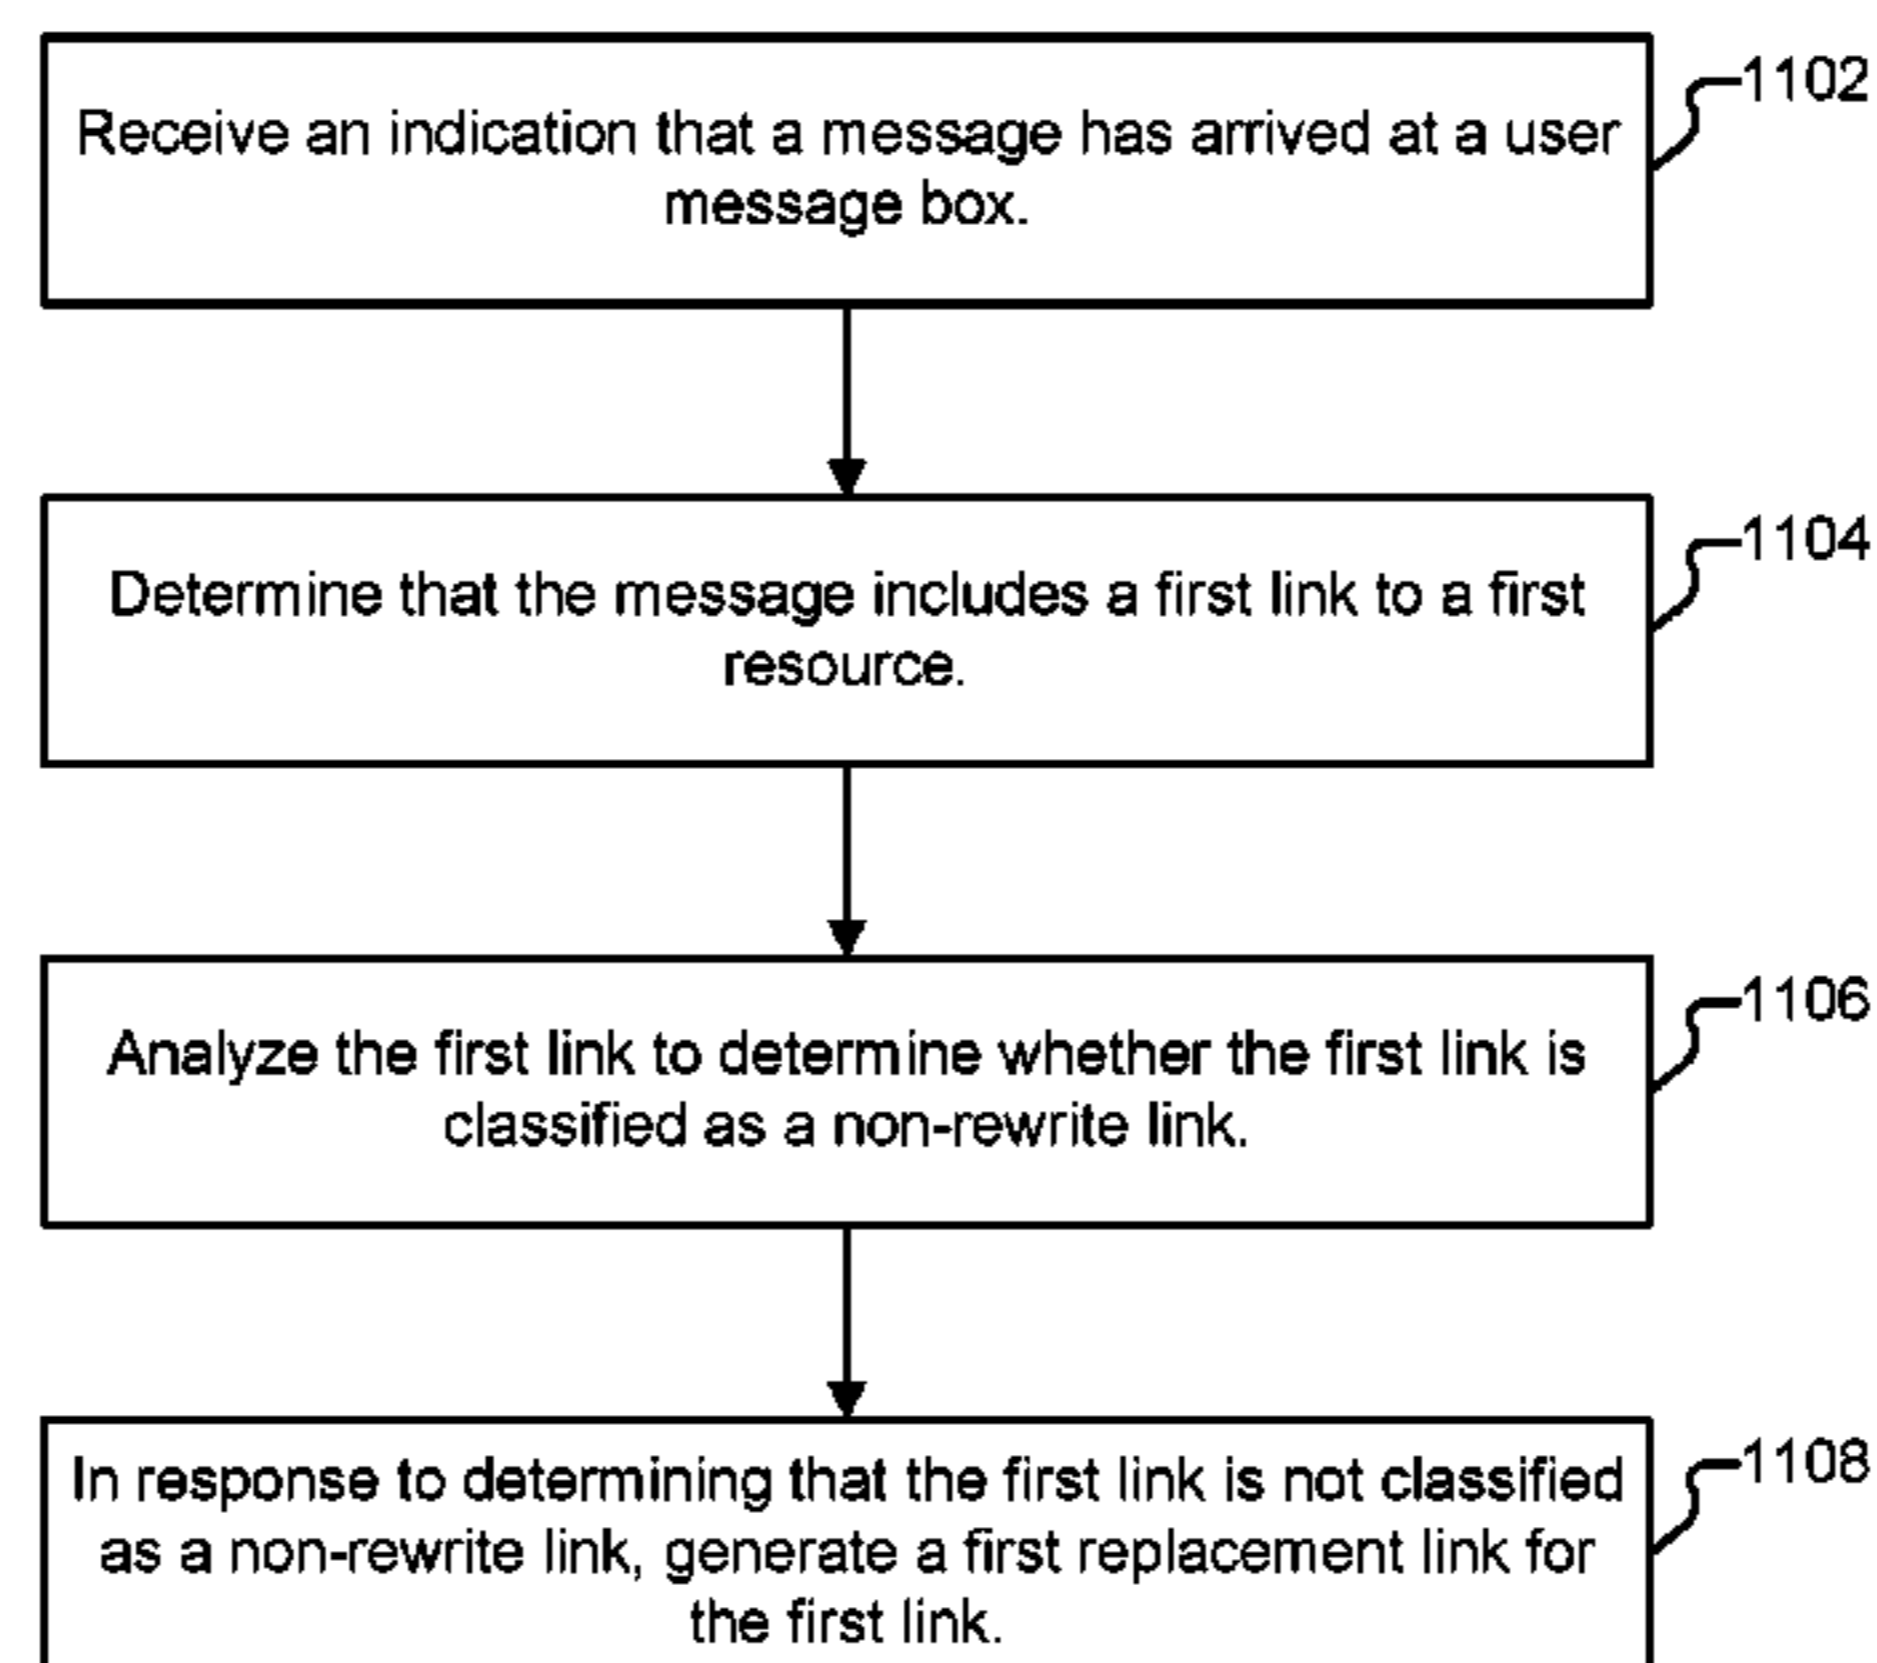 1102
Receive an indication that a message has arrived at a user
message box.
1104
Determine that the message includes a first link to a first
resource.
1106
Analyze the first link to determine whether the first link is
classified as a non-rewrite link.
1108
In response to determining that the first link is not classified
as a non-rewrite link, generate a first replacement link for
the first link.